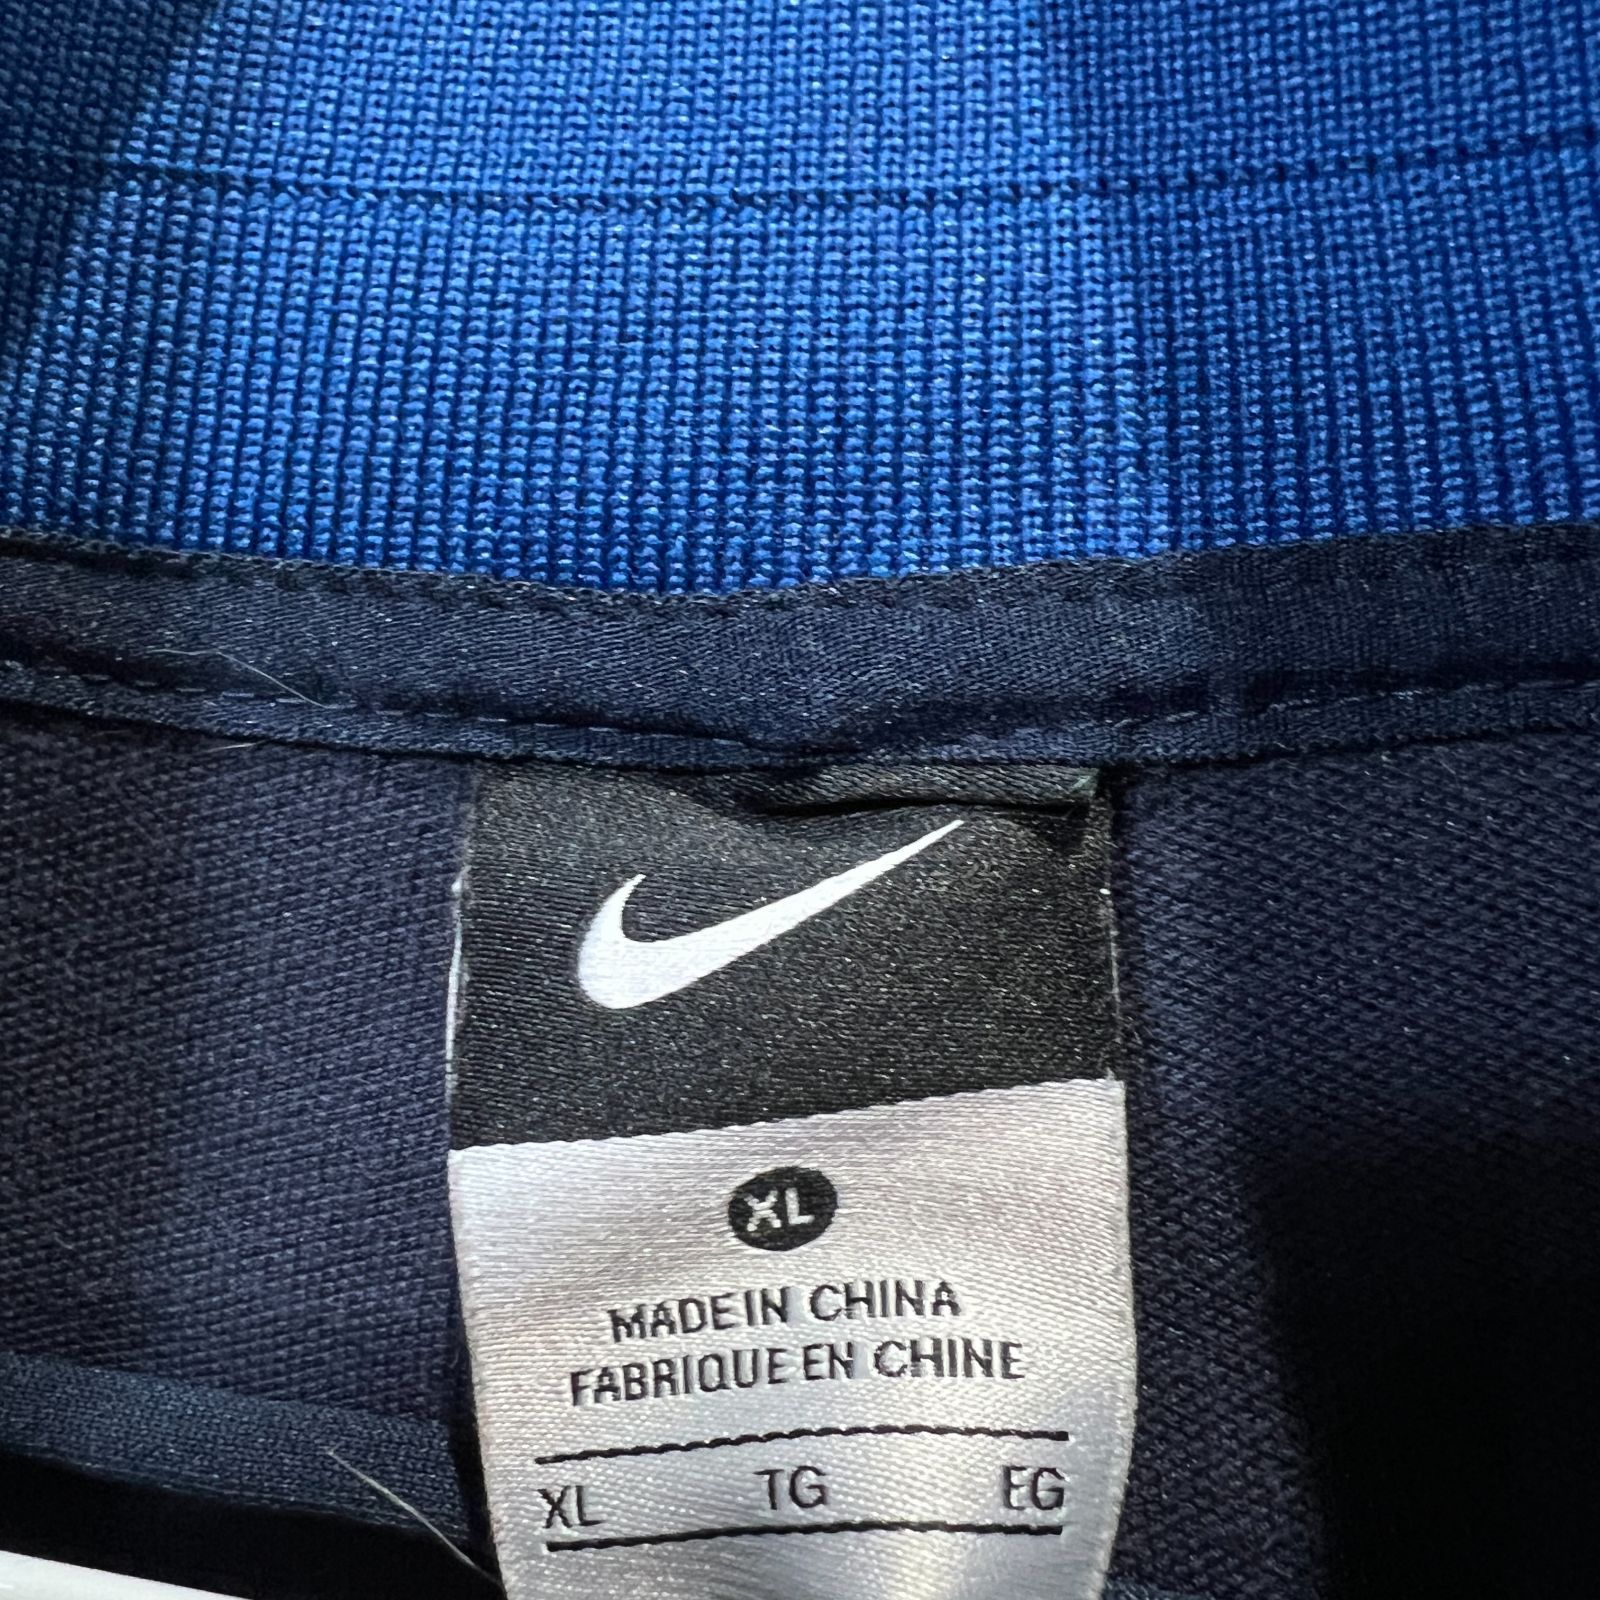 XL
MADE IN CHINA
FABRIQUE EN CHINE
XL TG EG